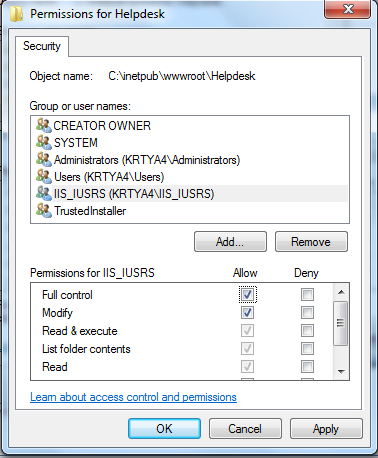 Permissions for Helpdesk
Security
Object name: C:\inetpub\wwwroot\Helpdesk
Group or user names:
CREATOR OWNER
SYSTEM
Administrators (KRTYA4\Administrators)
Users (KRTYA4\Users)
IIS_IUSRS (KRTYA4\IIS_IUSRS)
TrustedInstaller
Add... Remove
Permissions for IIS_IUSRS Allow Deny
Full control
Modify
Read & execute
List folder contents
Read
Learn about access control and permissions
OK Cancel Apply